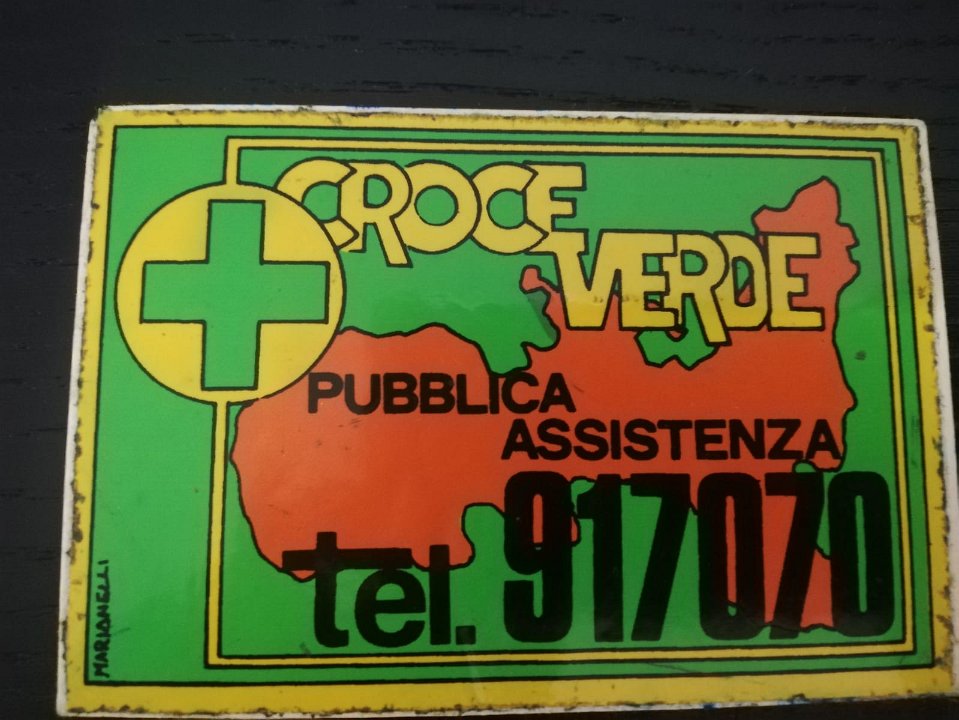 CROCE
VERDE
PUBBLICA
ASSISTENZA
tel. 917070
MARIONELLI